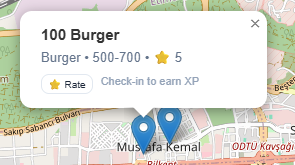 100 Burger
Burger • 500-700 • ⭐ 5
⭐ Rate
Check-in to earn XP
Sakıp Sabancı Bulvarı
Mustafa Kemal
ODTÜ Kavşağı
Bilkent